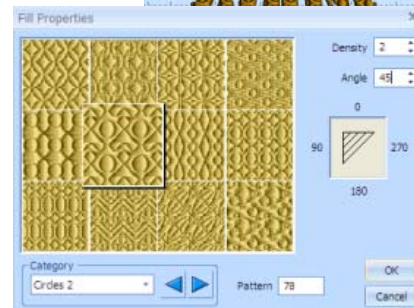 Fill Properties
Density 2
Angle 45
0
90
270
180
Category
Circles 2
Pattern 78
OK
Cancel